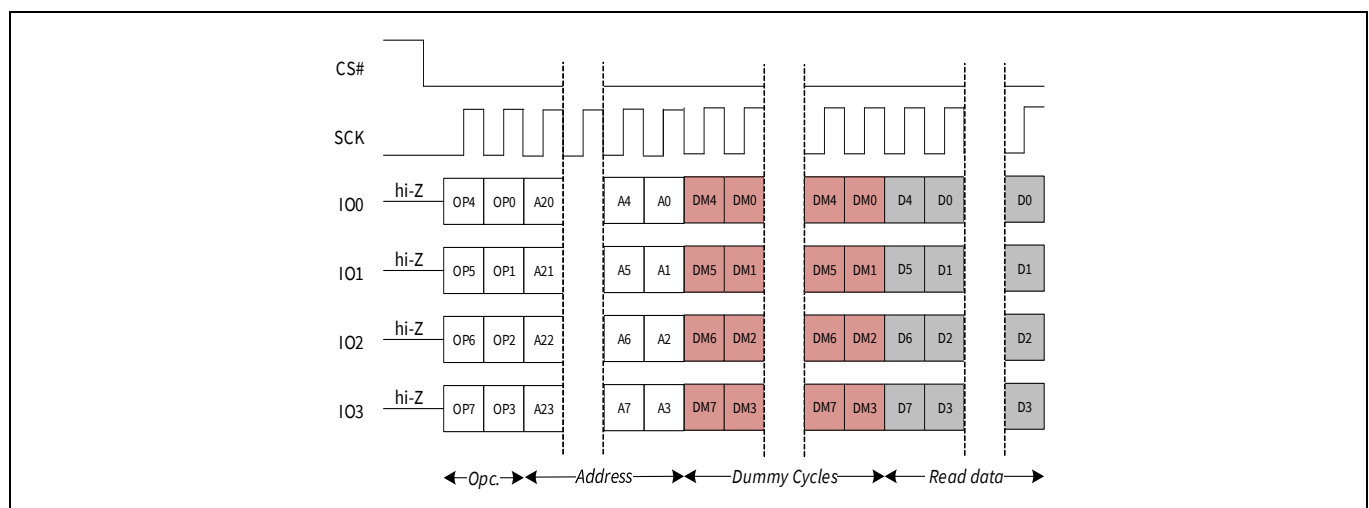 CS#
SCK
IO0 hi-Z OP4 OP0 A20 A4 A0 DM4 DM0 DM4 DM0 D4 D0 D0
IO1 hi-Z OP5 OP1 A21 A5 A1 DM5 DM1 DM5 DM1 D5 D1 D1
IO2 hi-Z OP6 OP2 A22 A6 A2 DM6 DM2 DM6 DM2 D6 D2 D2
IO3 hi-Z OP7 OP3 A23 A7 A3 DM7 DM3 DM7 DM3 D7 D3 D3
Opc. Address Dummy Cycles Read data